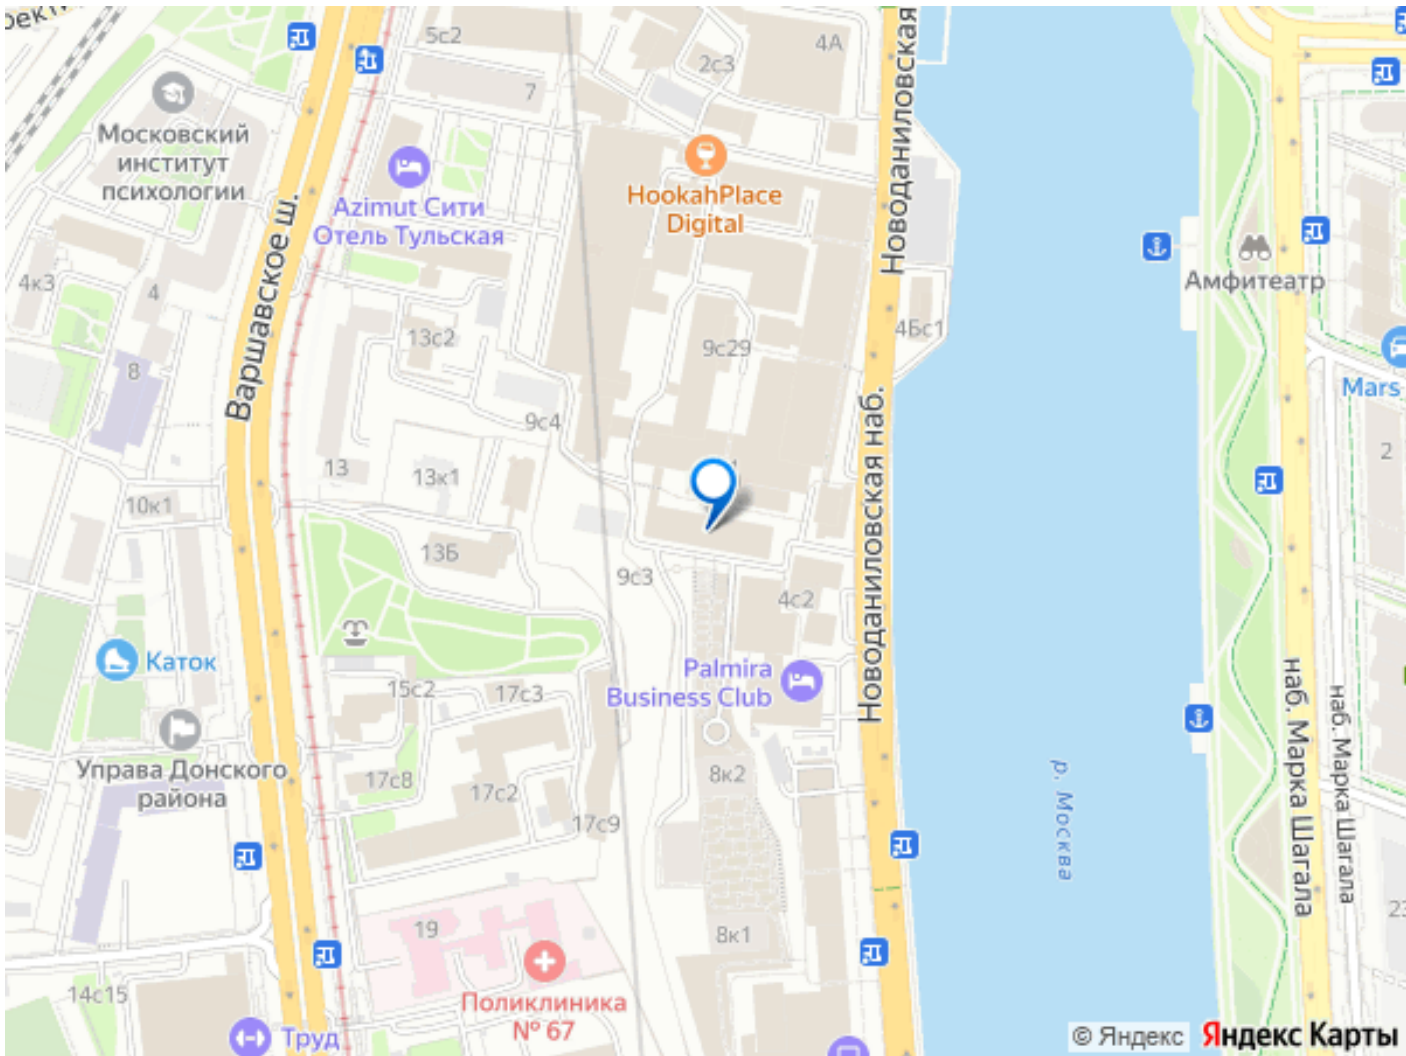 5с2
4А
2с3
7
Московский
институт
психологии
HookahPlace
Digital
Azimut Сити
Отель Тульская
Новоданиловская
Варшавское ш.
4к3
4
13с2
9с29
4Бс1
Амфитеатр
8
Mars
9с4
Новоданиловская наб.
2
13
13к1
10к1
13Б
9с3
4с2
Каток
Palmira
Business Club
15с2
17с3
Управа Донского
района
17с8
17с2
8к2
17с9
р. Москва
наб. Марка Шагала
наб. Марка Шагала
19
8к1
23
14с15
Поликлиника
№ 67
Труд
© Яндекс
Яндекс Карты